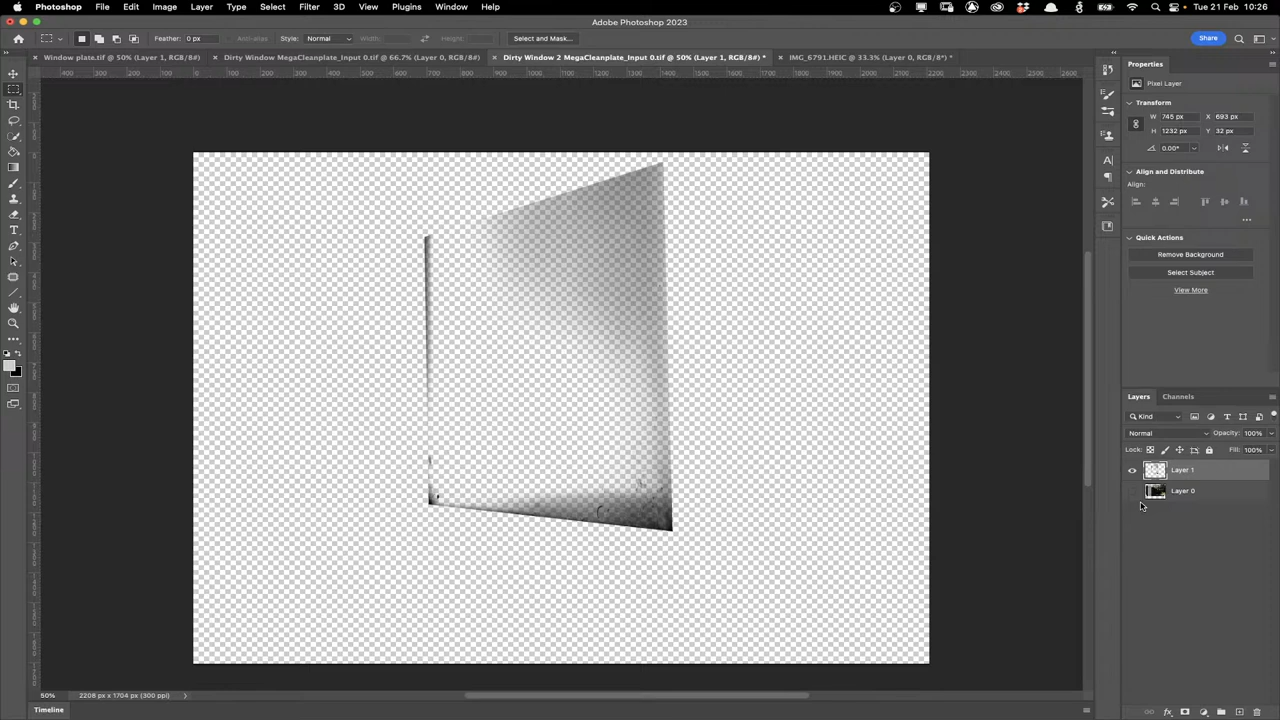 Photoshop File Edit Image Layer Type Select Filter 3D View Plugins Window Help Tue 21 Feb 10:26
Adobe Photoshop 2023
Feather: 0 px Anti-alias Style: Normal Width: Height: Select and Mask... Share
Window plate.tif @ 50% (Layer 1, RGB/8#) × Dirty Window MegaCleanplate_Input 0.tif @ 66.7% (Layer 0, RGB/8#) × Dirty Window 2 MegaCleanplate_Input 0.tif @ 50% (Layer 1, RGB/8#) * × IMG_6791.HEIC @ 33.3% (Layer 0, RGB/8*) *
Properties
Pixel Layer
Transform
W 745 px X 693 px
H 1232 px Y 32 px
0.00°
Align and Distribute
Align:
Quick Actions
Remove Background
Select Subject
View More
Layers Channels
Kind
Normal Opacity: 100%
Lock: Fill: 100%
Layer 1
Layer 0
50% 2208 px x 1704 px (300 ppi)
Timeline